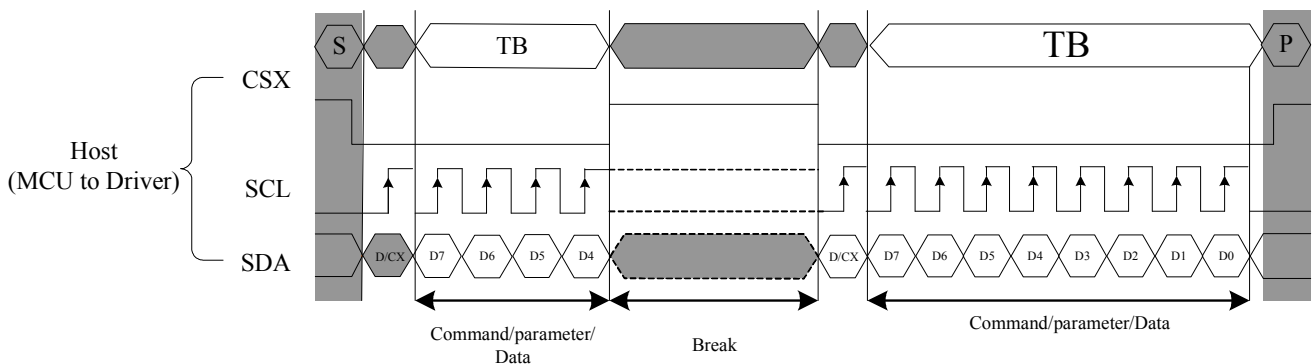 S TB TB P
CSX
Host
(MCU to Driver)
SCL
SDA
D/CX D7 D6 D5 D4 D/CX D7 D6 D5 D4 D3 D2 D1 D0
Command/parameter/
Data
Break
Command/parameter/Data